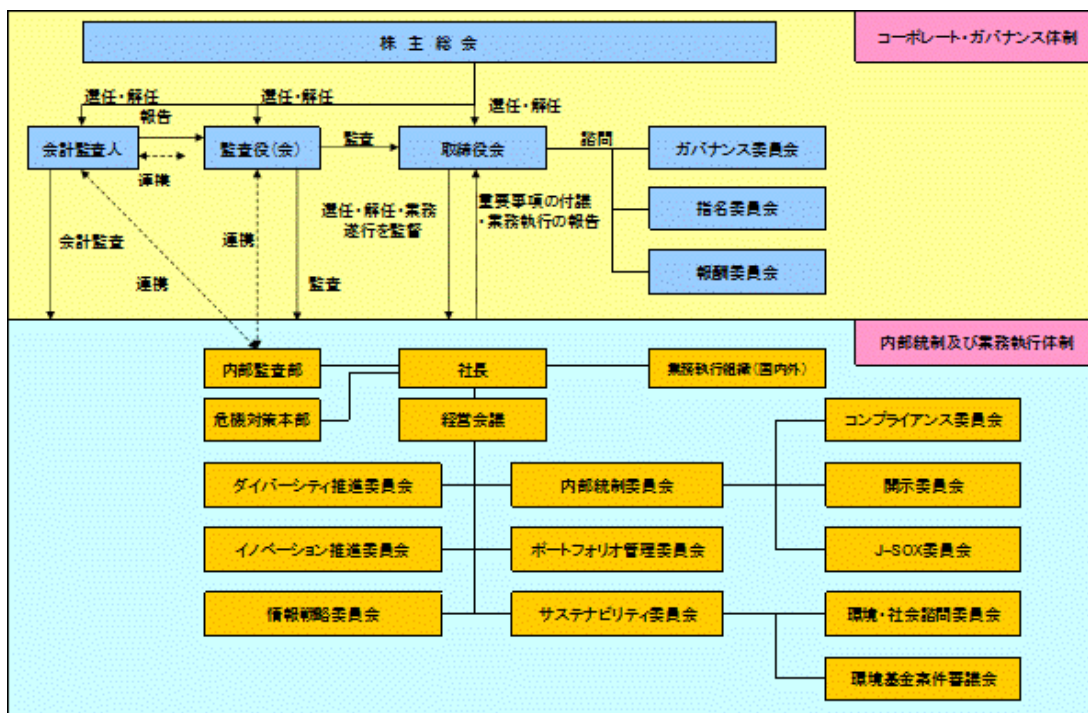 株主総会
コーポレート・ガバナンス体制
選任・解任
選任・解任
選任・解任
報告
会計監査人
監査役(会)
監査
取締役会
諮問
ガバナンス委員会
連携
指名委員会
会計監査
連携
選任・解任・業務
遂行を監督
重要事項の付議
・業務執行の報告
報酬委員会
連携
監査
内部統制及び業務執行体制
内部監査部
社長
業務執行組織(国内外)
危機対策本部
経営会議
コンプライアンス委員会
ダイバーシティ推進委員会
内部統制委員会
開示委員会
イノベーション推進委員会
ポートフォリオ管理委員会
J-SOX委員会
情報戦略委員会
サステナビリティ委員会
環境・社会諮問委員会
環境基金案件審議会